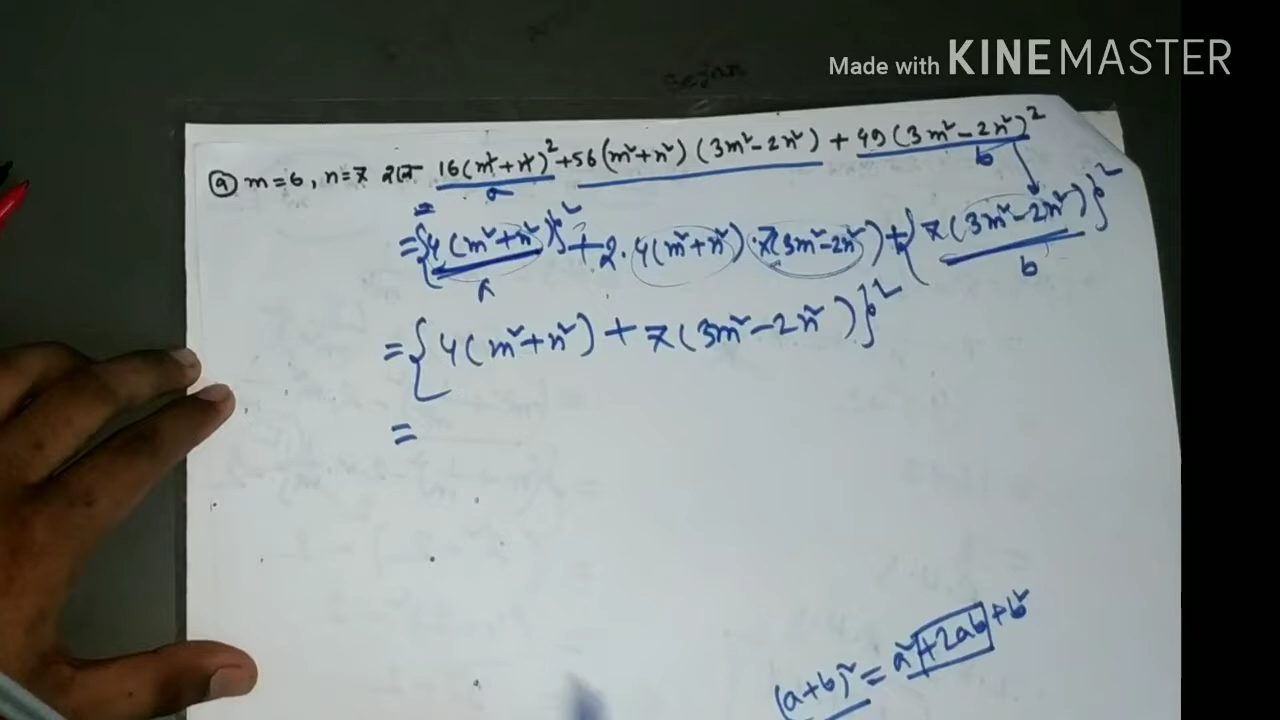 Made with KINEMASTER
ⓐ m=6, n=7 হলে 16(m²+n²)² +56(m²+n²) (3m²-2n²) + 49(3m²-2n²)²
a
b
= {4(m²+n²)}² + 2·4(m²+n²)·7(3m²-2n²) + {7(3m²-2n²)}²
a
b
= {4(m²+n²) + 7(3m²-2n²)}²
=
(a+b)² = a²+2ab+b²